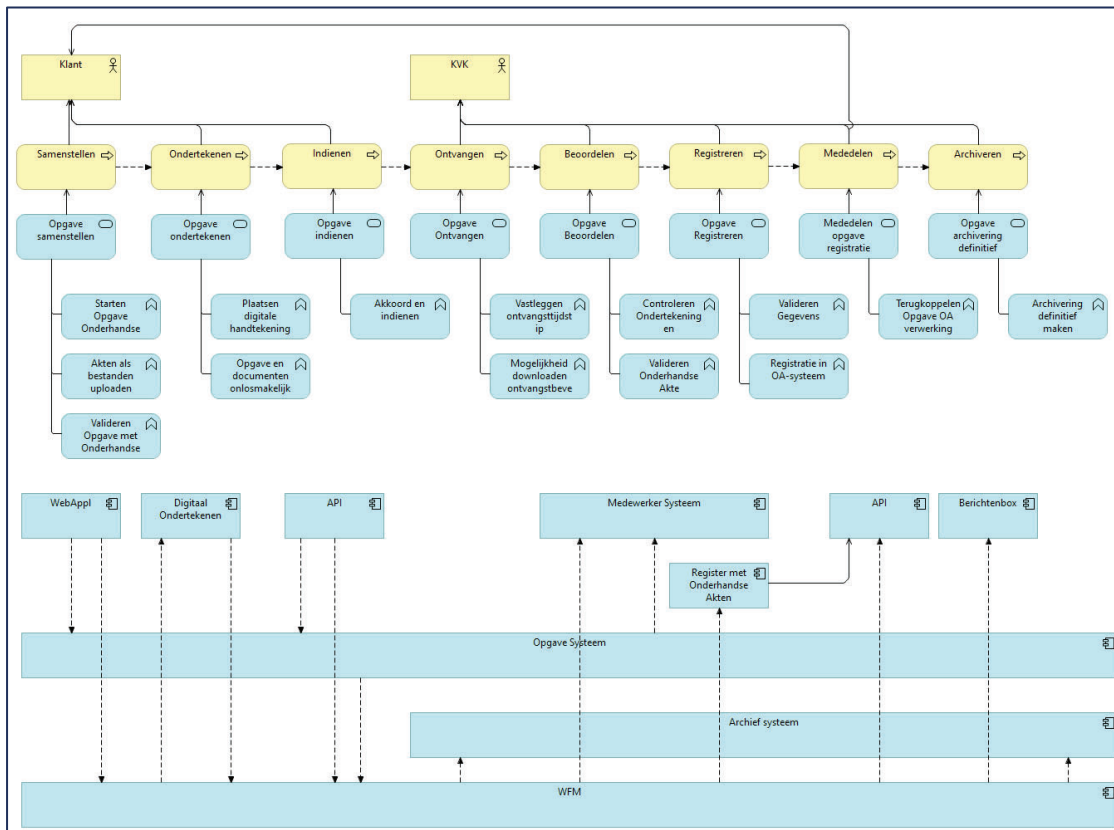 Klant
KVK
Samenstellen
Ondertekenen
Indienen
Ontvangen
Beoordelen
Registreren
Mededelen
Archiveren
Opgave
samenstellen
Opgave
ondertekenen
Opgave
indienen
Opgave
Ontvangen
Opgave
Beoordelen
Opgave
Registreren
Mededelen
opgave
registratie
Opgave
archivering
definitief
Starten
Opgave
Onderhandse
Plaatsen
digitale
handtekening
Akkoord en
indienen
Vastleggen
ontvangsttijdst
ip
Controleren
Ondertekening
en
Valideren
Gegevens
Terugkoppelen
Opgave OA
verwerking
Archivering
definitief
maken
Akten als
bestanden
uploaden
Opgave en
documenten
onlosmakelijk
Mogelijkheid
downloaden
ontvangstbeve
Valideren
Onderhandse
Akte
Registratie in
OA-systeem
Valideren
Opgave met
Onderhandse
WebAppl
Digitaal
Ondertekenen
API
Medewerker Systeem
API
Berichtenbox
Register met
Onderhandse
Akten
Opgave Systeem
Archief systeem
WFM